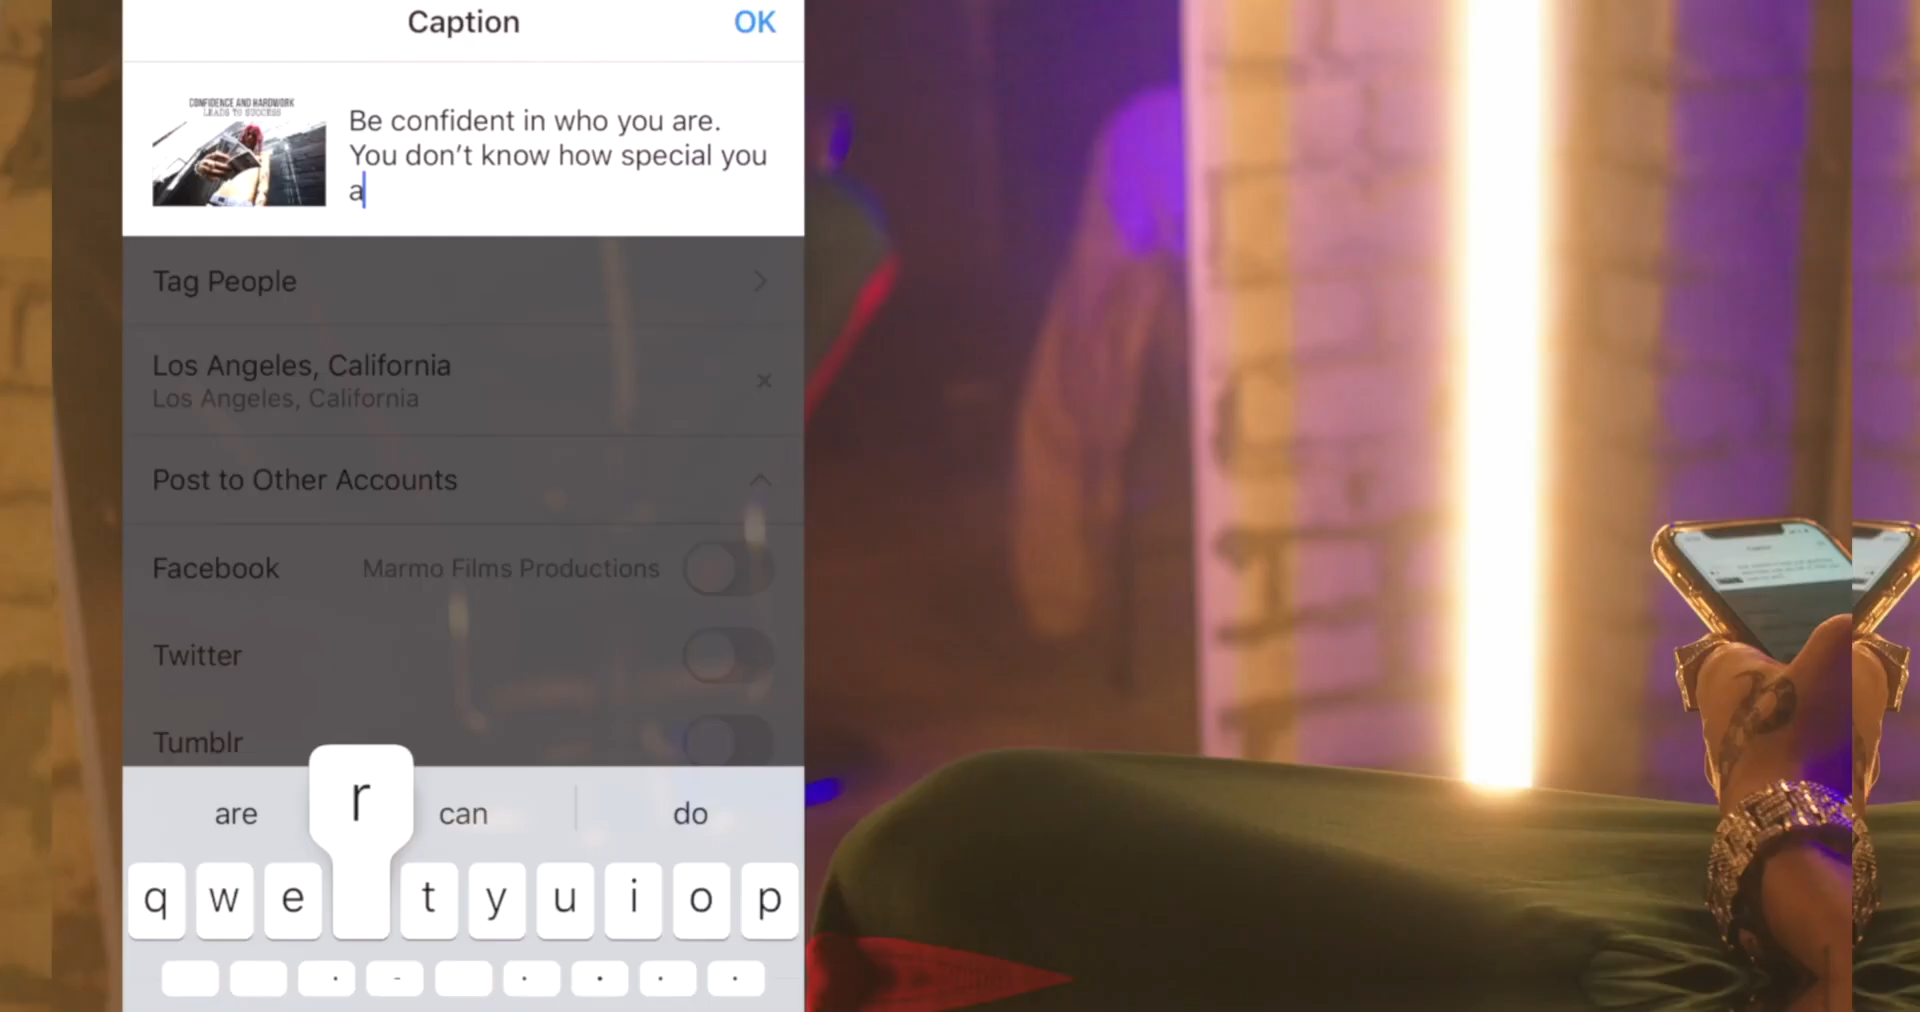 Caption
OK
CONFIDENCE AND HARDWORK
LEADS TO SUCCESS
Be confident in who you are.
You don't know how special you
a
Tag People
Los Angeles, California
Los Angeles, California
Post to Other Accounts
Facebook Marmo Films Productions
Twitter
Tumblr
r
are can do
q w e t y u i o p